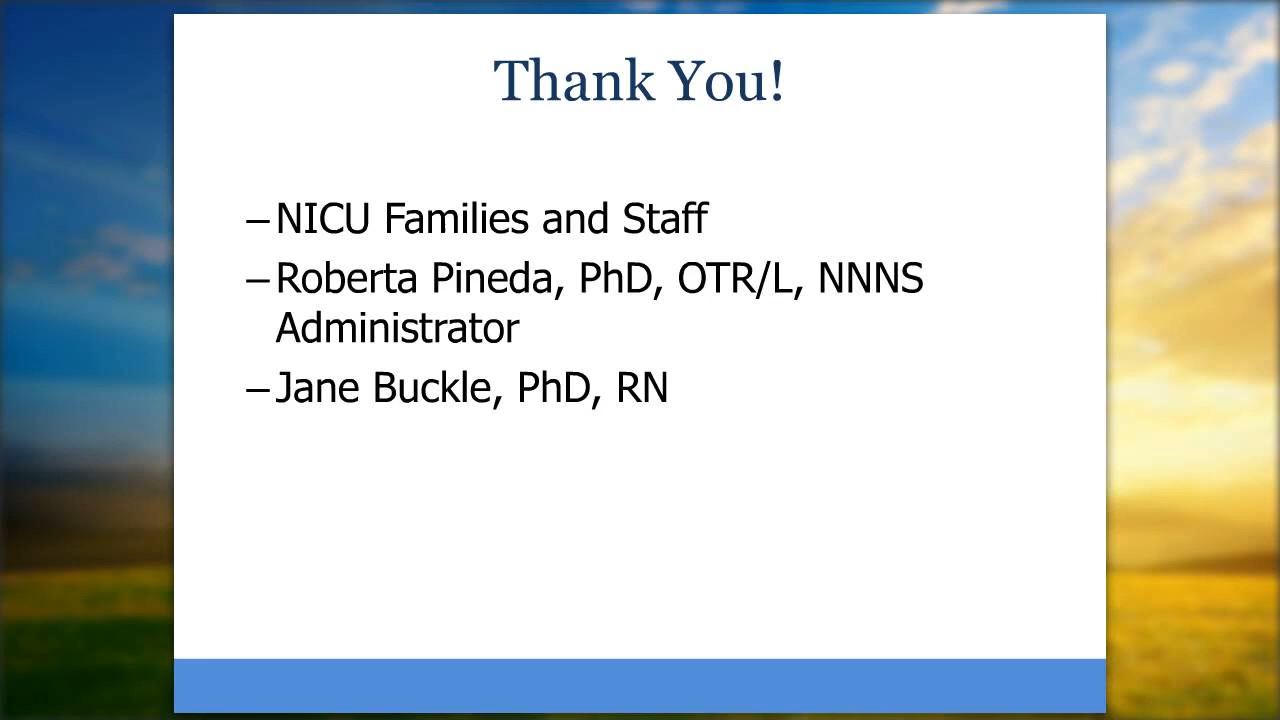 Thank You!
– NICU Families and Staff
– Roberta Pineda, PhD, OTR/L, NNNS
Administrator
– Jane Buckle, PhD, RN